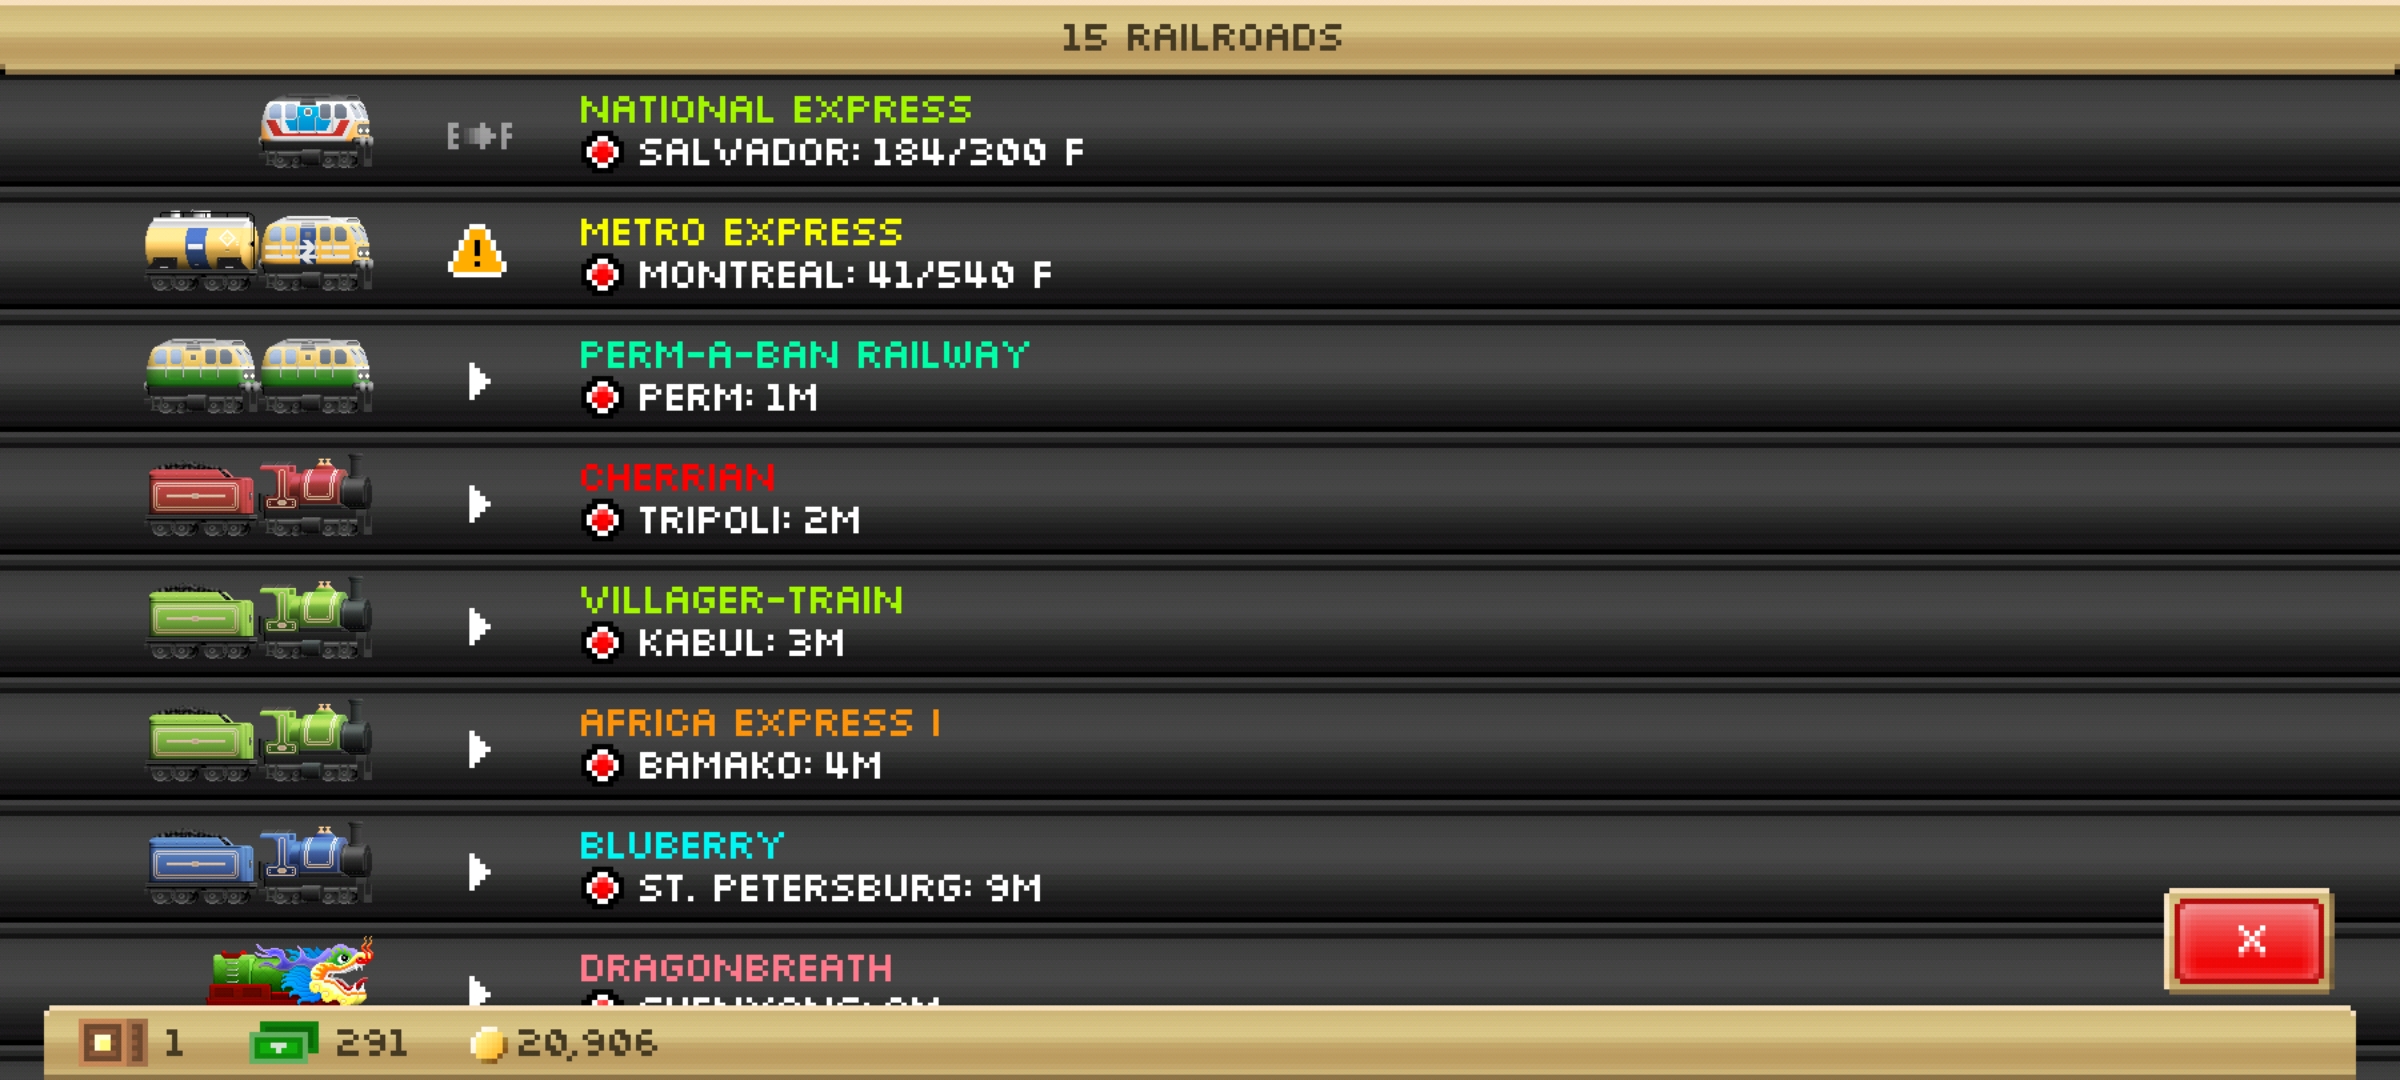 15 RAILROADS
NATIONAL EXPRESS
E F
SALVADOR: 184/300 F
METRO EXPRESS
!
MONTREAL: 41/540 F
PERM-A-BAN RAILWAY
PERM: 1M
CHERRIAN
TRIPOLI: 2M
VILLAGER-TRAIN
KABUL: 3M
AFRICA EXPRESS I
BAMAKO: 4M
BLUBERRY
ST. PETERSBURG: 9M
X
DRAGONBREATH
1 291 20,906